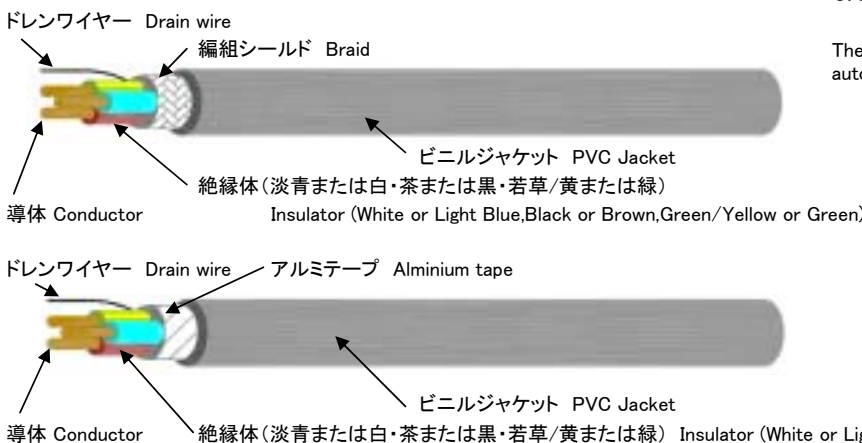 ドレンワイヤー Drain wire
編組シールド Braid
The
ビニルジャケット PVC Jacket
絶縁体(淡青または白・茶または黒・若草/黄または緑)
導体 Conductor
Insulator (White or Light Blue,Black or Brown,Green/Yellow or Green)
ドレンワイヤー Drain wire
アルミテープ Alminium tape
ビニルジャケット PVC Jacket
導体 Conductor
絶縁体(淡青または白・茶または黒・若草/黄または緑) Insulator (White or